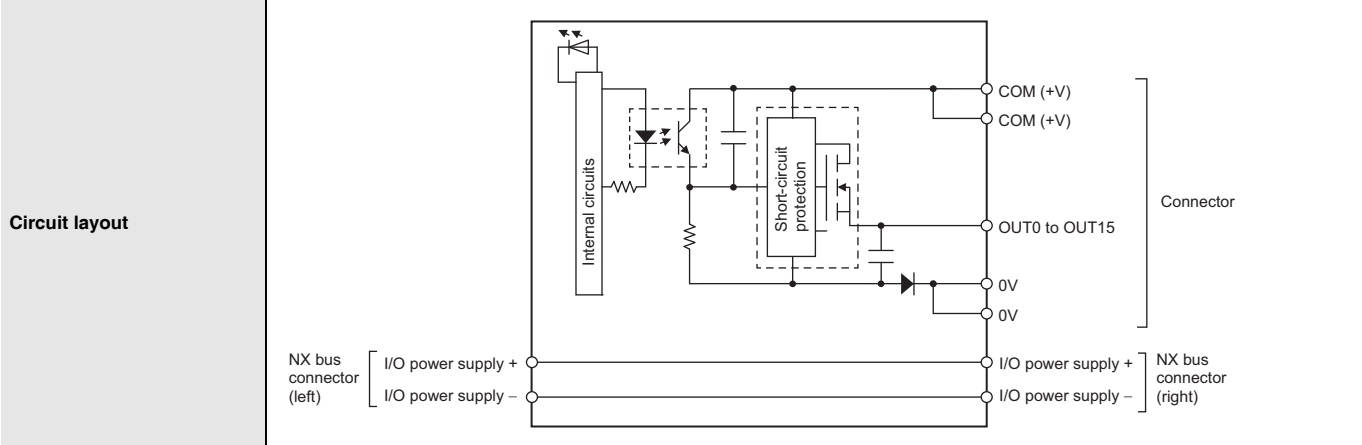 Circuit layout
Internal circuits
Short-circuit
protection
COM (+V)
COM (+V)
OUT0 to OUT15
0V
0V
Connector
NX bus
connector
(left)
I/O power supply +
I/O power supply −
I/O power supply +
I/O power supply −
NX bus
connector
(right)